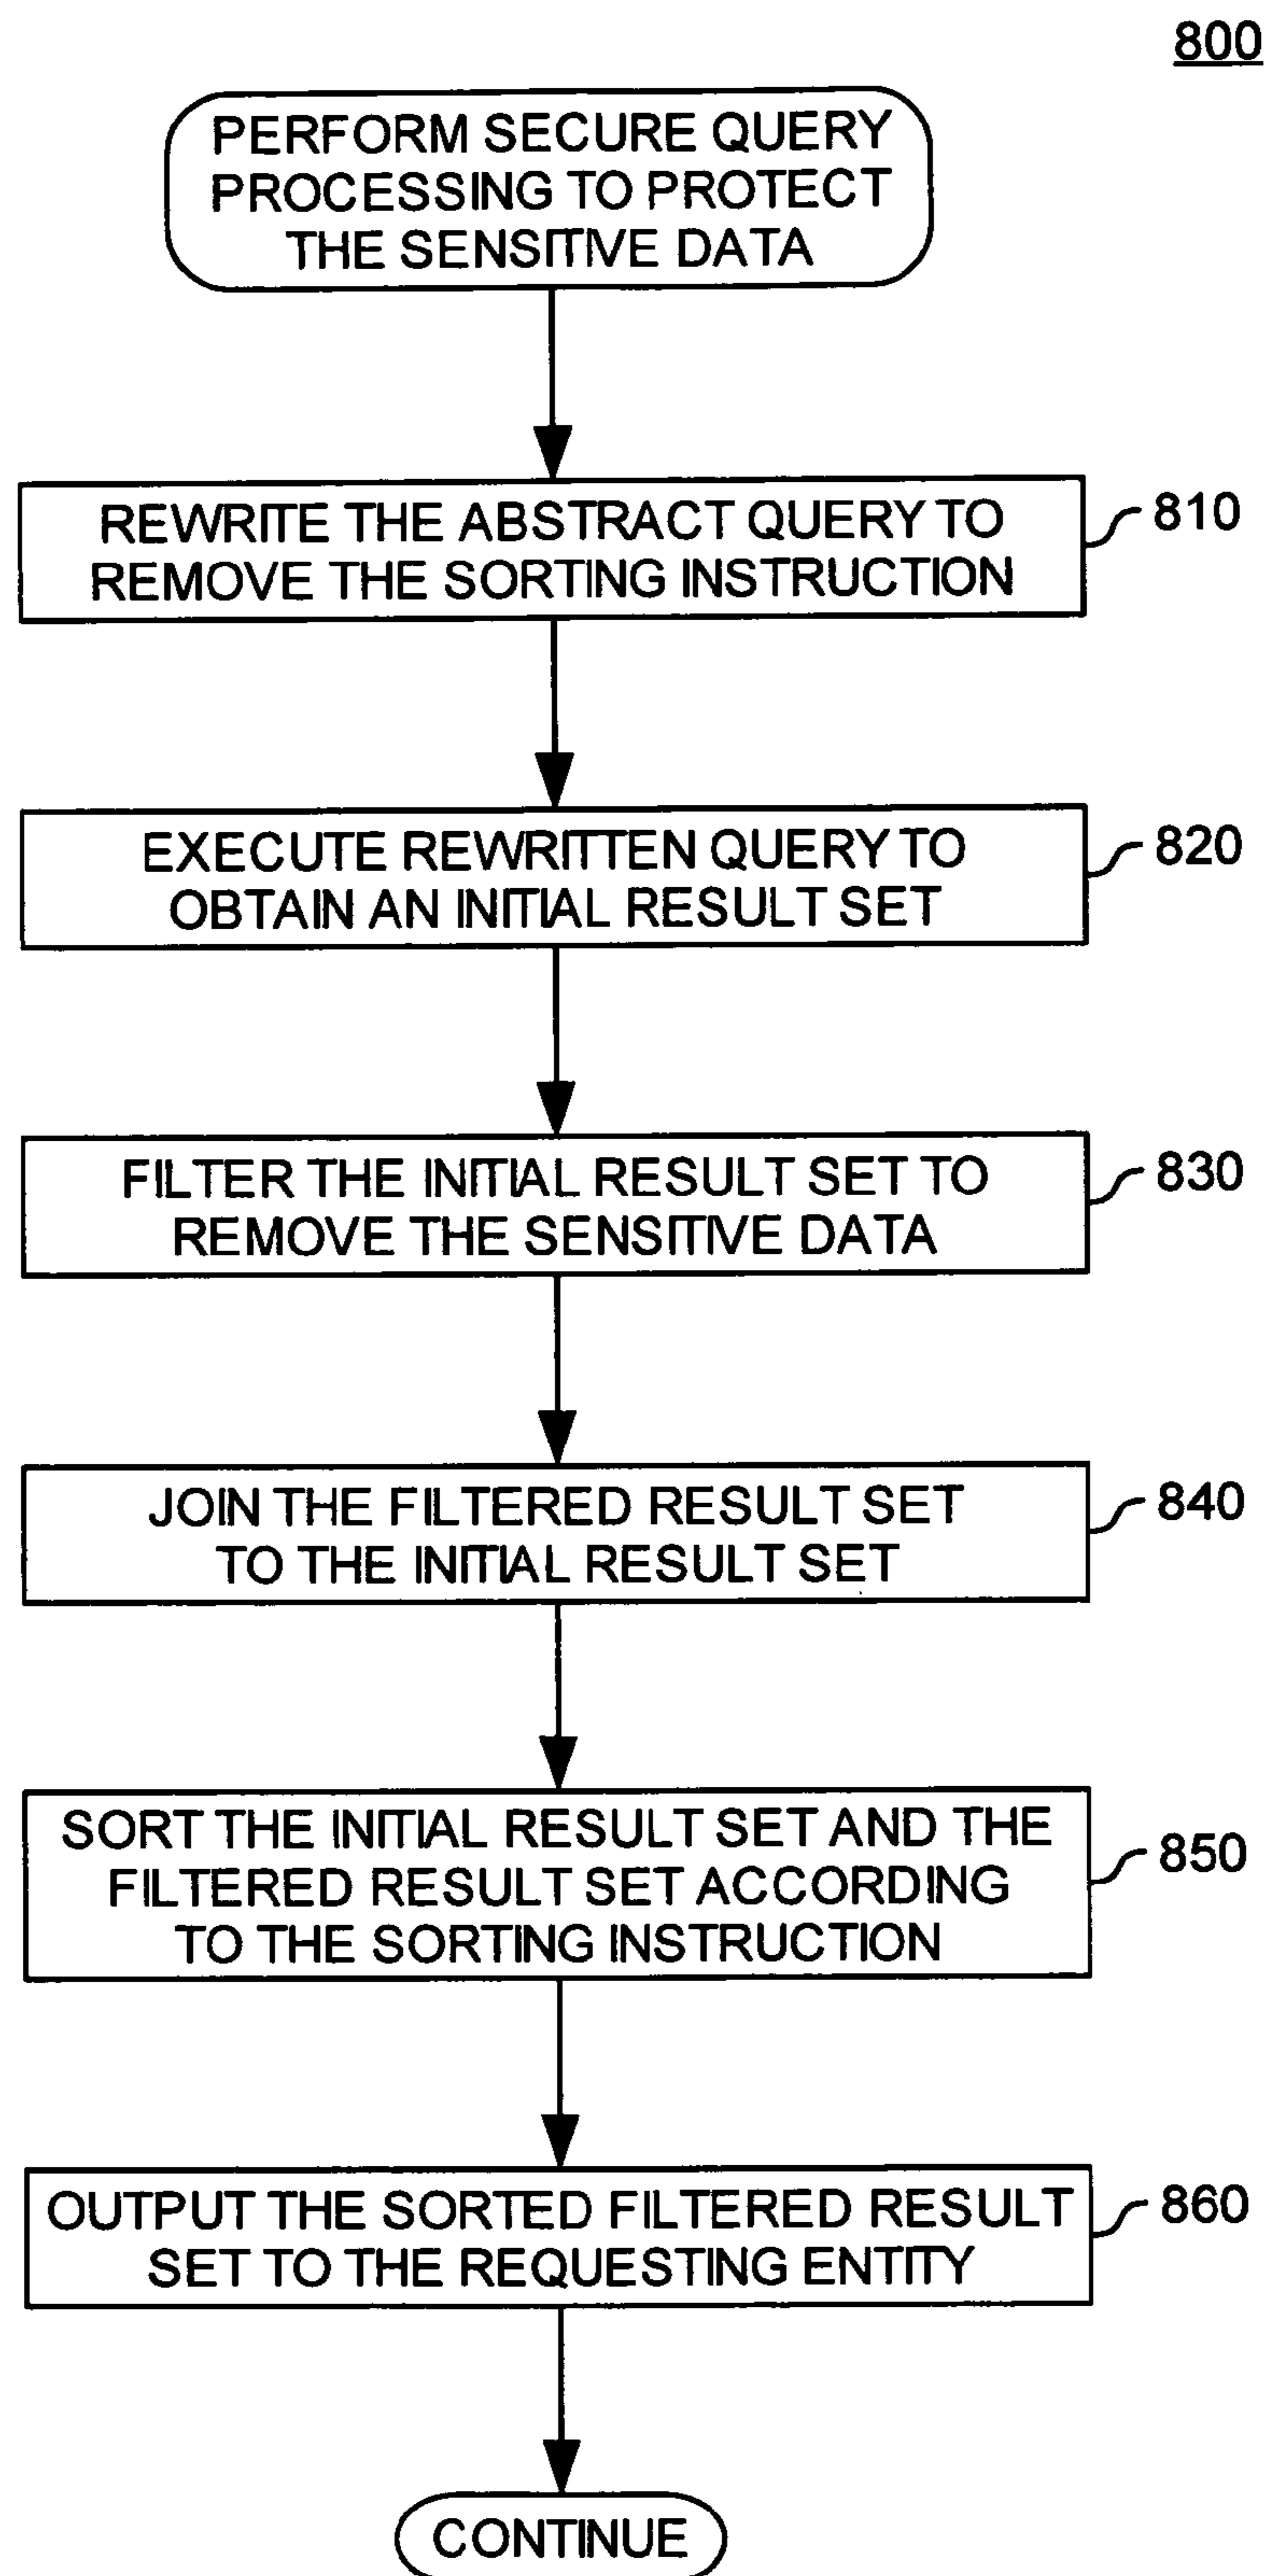 800
PERFORM SECURE QUERY
PROCESSING TO PROTECT
THE SENSITIVE DATA
REWRITE THE ABSTRACT QUERY TO
REMOVE THE SORTING INSTRUCTION
810
EXECUTE REWRITTEN QUERY TO
OBTAIN AN INITIAL RESULT SET
820
FILTER THE INITIAL RESULT SET TO
REMOVE THE SENSITIVE DATA
830
JOIN THE FILTERED RESULT SET
TO THE INITIAL RESULT SET
840
SORT THE INITIAL RESULT SET AND THE
FILTERED RESULT SET ACCORDING
TO THE SORTING INSTRUCTION
850
OUTPUT THE SORTED FILTERED RESULT
SET TO THE REQUESTING ENTITY
860
CONTINUE